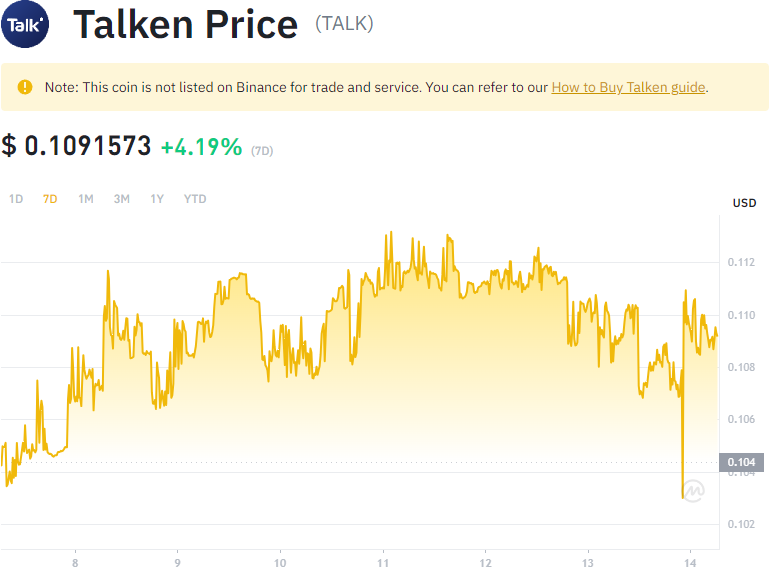 Talk
Talken Price (TALK)
Note: This coin is not listed on Binance for trade and service. You can refer to our How to Buy Talken guide.
$ 0.1091573 +4.19% (7D)
1D 7D 1M 3M 1Y YTD
USD
0.112
0.110
0.108
0.106
0.104
0.104
0.102
8 9 10 11 12 13 14